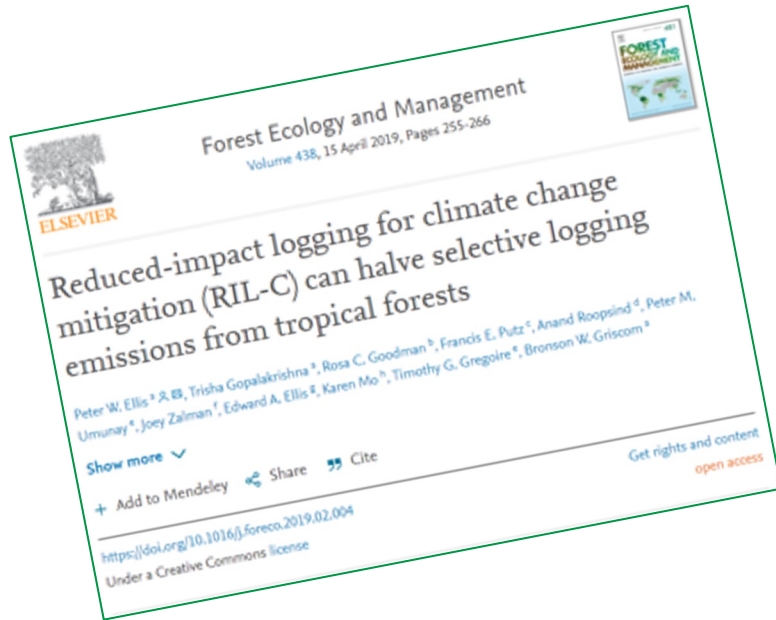 Forest Ecology and Management
Volume 438, 15 April 2019, Pages 255-266
FOREST
ECOLOGY AND
MANAGEMENT
ELSEVIER
Reduced-impact logging for climate change
mitigation (RIL-C) can halve selective logging
emissions from tropical forests
Peter W. Ellis a, Trisha Gopalakrishna a, Rosa C. Goodman b, Francis E. Putz c, Anand Roopsind d, Peter M.
Umunay e, Joey Zalman f, Edward A. Ellis g, Karen Mo h, Timothy G. Gregoire e, Bronson W. Griscom a
Show more
+ Add to Mendeley Share Cite
Get rights and content
open access
https://doi.org/10.1016/j.foreco.2019.02.004
Under a Creative Commons license